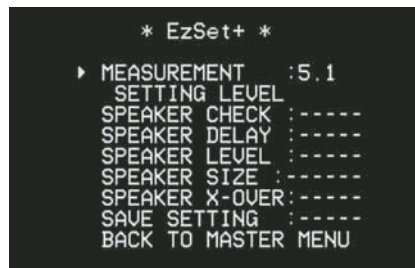 * EzSet+ *
MEASUREMENT :5.1
SETTING LEVEL
SPEAKER CHECK :-----
SPEAKER DELAY :-----
SPEAKER LEVEL :-----
SPEAKER SIZE :-----
SPEAKER X-OVER:-----
SAVE SETTING :-----
BACK TO MASTER MENU